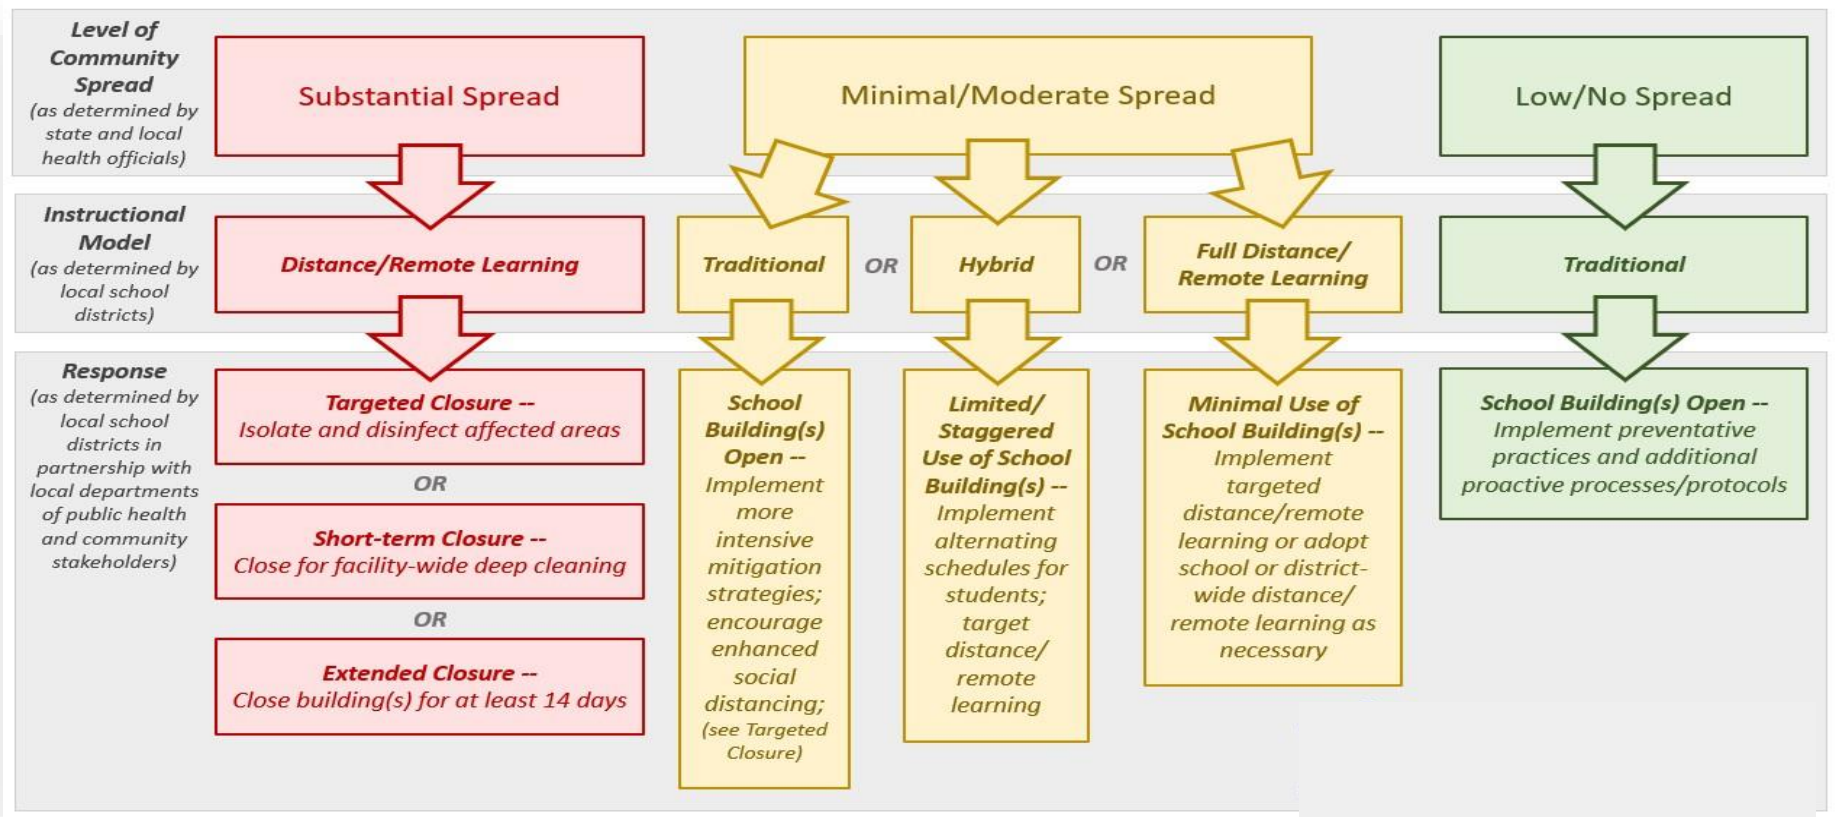 Level of
Community
Spread
(as determined by
state and local
health officials)
Substantial Spread
Minimal/Moderate Spread
Low/No Spread
Instructional
Model
(as determined by
local school
districts)
Distance/Remote Learning
Traditional
OR
Hybrid
OR
Full Distance/
Remote Learning
Traditional
Response
(as determined by
local school
districts in
partnership with
local departments
of public health
and community
stakeholders)
Targeted Closure --
Isolate and disinfect affected areas
OR
Short-term Closure --
Close for facility-wide deep cleaning
OR
Extended Closure --
Close building(s) for at least 14 days
School
Building(s)
Open --
Implement
more
intensive
mitigation
strategies;
encourage
enhanced
social
distancing;
(see Targeted
Closure)
Limited/
Staggered
Use of School
Building(s) --
Implement
alternating
schedules for
students;
target
distance/
remote
learning
Minimal Use of
School Building(s) --
Implement
targeted
distance/remote
learning or adopt
school or district-
wide distance/
remote learning as
necessary
School Building(s) Open --
Implement preventative
practices and additional
proactive processes/protocols